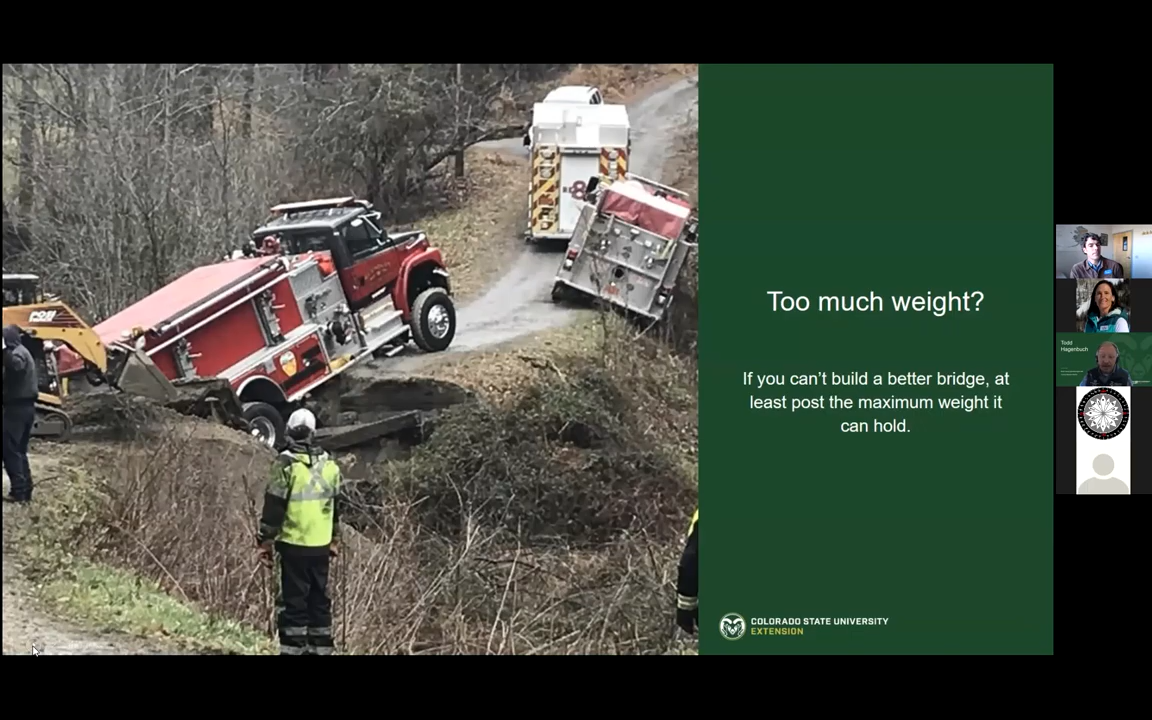 Too much weight?
If you can't build a better bridge, at
least post the maximum weight it
can hold.
COLORADO STATE UNIVERSITY
EXTENSION
Todd
Hagenbuch
8